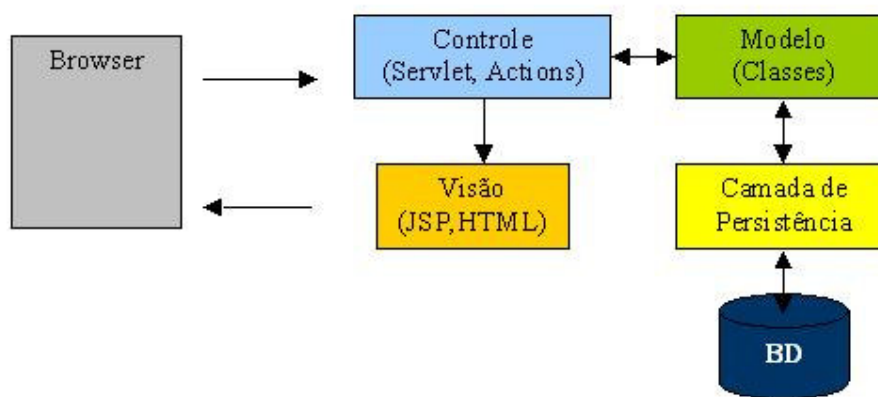 Browser
Controle
(Servlet, Actions)
Modelo
(Classes)
Visão
(JSP,HTML)
Camada de
Persistência
BD